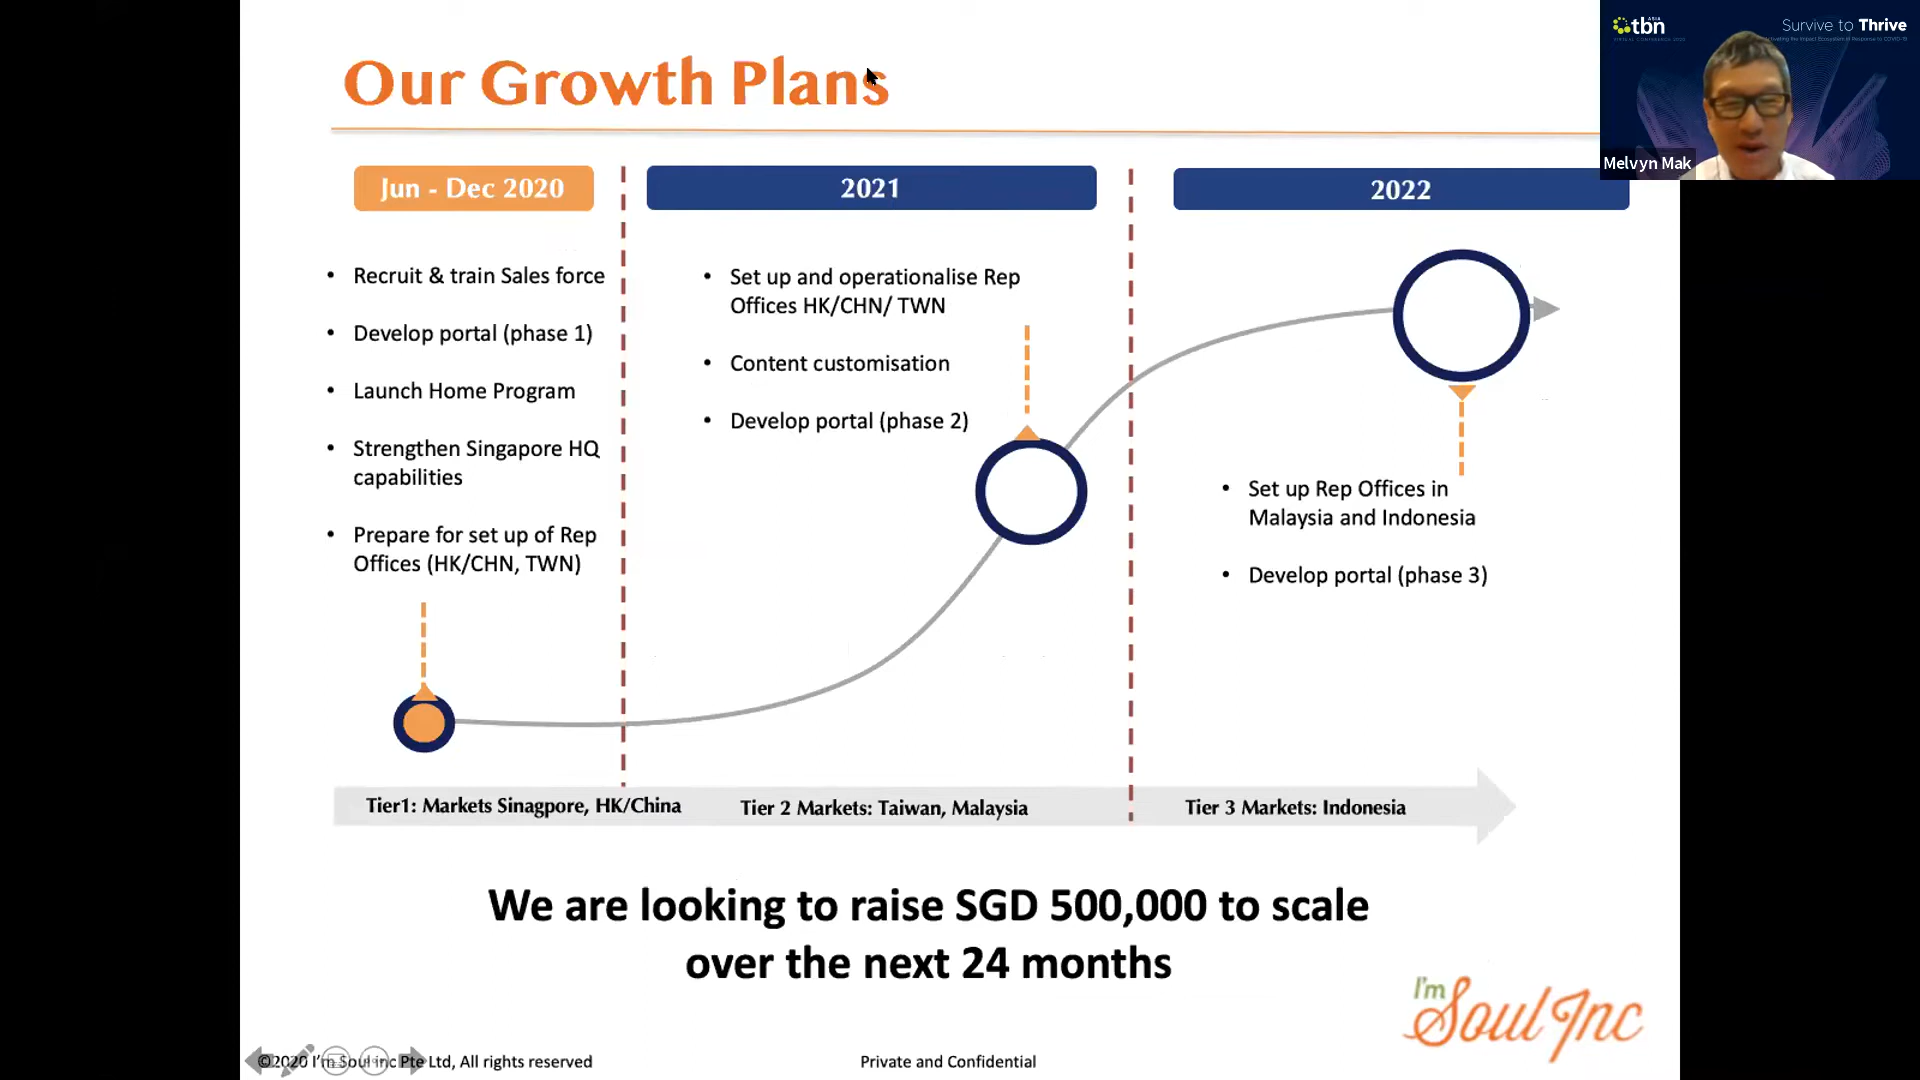 Our Growth Plans
tbn
ASIA
Survive to Thrive
Melvyn Mak
Jun - Dec 2020
• Recruit & train Sales force
• Develop portal (phase 1)
• Launch Home Program
• Strengthen Singapore HQ
capabilities
• Prepare for set up of Rep
Offices (HK/CHN, TWN)
2021
• Set up and operationalise Rep
Offices HK/CHN/ TWN
• Content customisation
• Develop portal (phase 2)
2022
• Set up Rep Offices in
Malaysia and Indonesia
• Develop portal (phase 3)
Tier1: Markets Sinagpore, HK/China
Tier 2 Markets: Taiwan, Malaysia
Tier 3 Markets: Indonesia
We are looking to raise SGD 500,000 to scale
over the next 24 months
I'm
Soul Inc
©2020 I'm Soul inc Pte Ltd, All rights reserved
Private and Confidential